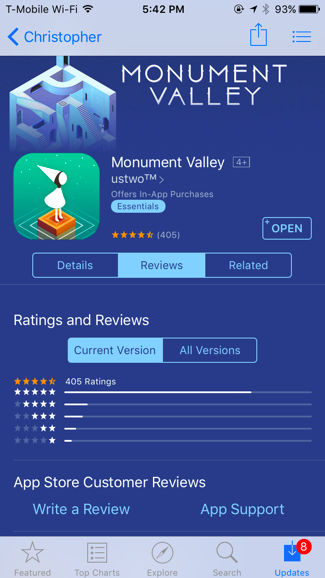 T-Mobile Wi-Fi 5:42 PM 93%
Christopher
MONUMENT
VALLEY
Monument Valley 4+
ustwo™
Offers In-App Purchases
Essentials
(405)
+ OPEN
Details Reviews Related
Ratings and Reviews
Current Version All Versions
405 Ratings
App Store Customer Reviews
Write a Review App Support
8
Featured Top Charts Explore Search Updates